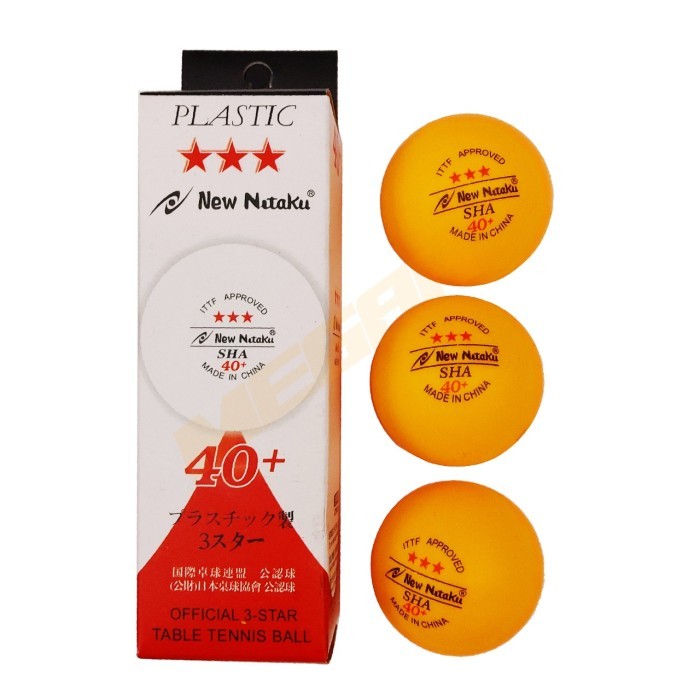 PLASTIC
★★★
New Nitaku®
ITTF APPROVED
★★★
New Nitaku®
SHA
40+
MADE IN CHINA
40+
プラスチック製
3スター
国際卓球連盟 公認球
(公財)日本卓球協會 公認球
OFFICIAL 3-STAR
TABLE TENNIS BALL
ITTF APPROVED
★★★
New Nitaku®
SHA
40+
MADE IN CHINA
ITTF APPROVED
★★★
New Nitaku®
SHA
40+
MADE IN CHINA
ITTF APPROVED
★★★
New Nitaku®
SHA
40+
MADE IN CHINA